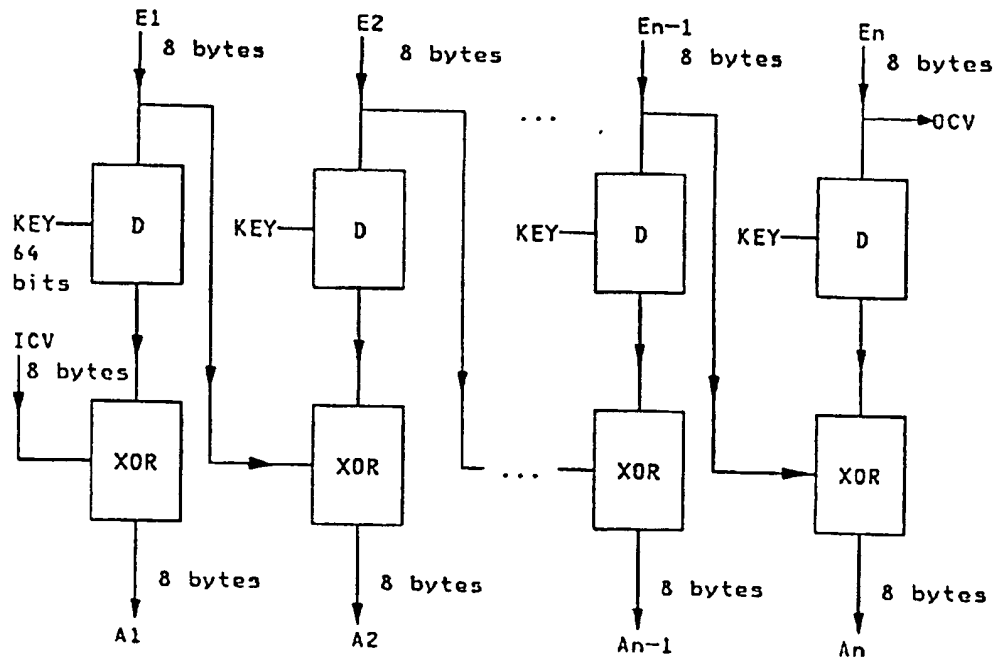 E1 E2 En-1 En
8 bytes 8 bytes 8 bytes 8 bytes
... OCV
KEY D KEY D KEY D KEY D
64
bits
ICV
8 bytes
XOR XOR ... XOR XOR
8 bytes 8 bytes 8 bytes 8 bytes
A1 A2 An-1 An